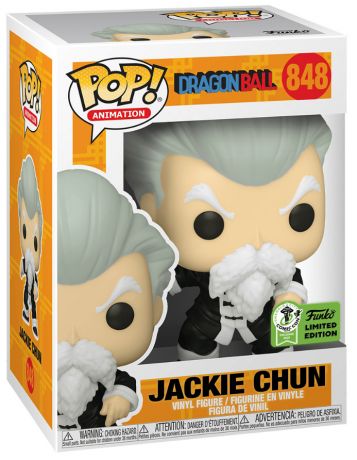 POP!
ANIMATION
DRAGON BALL
848
Funko
LIMITED
EDITION
JACKIE CHUN
VINYL FIGURE / FIGURINE EN VINYLE
FIGURA DE VINIL
JACKIE CHUN